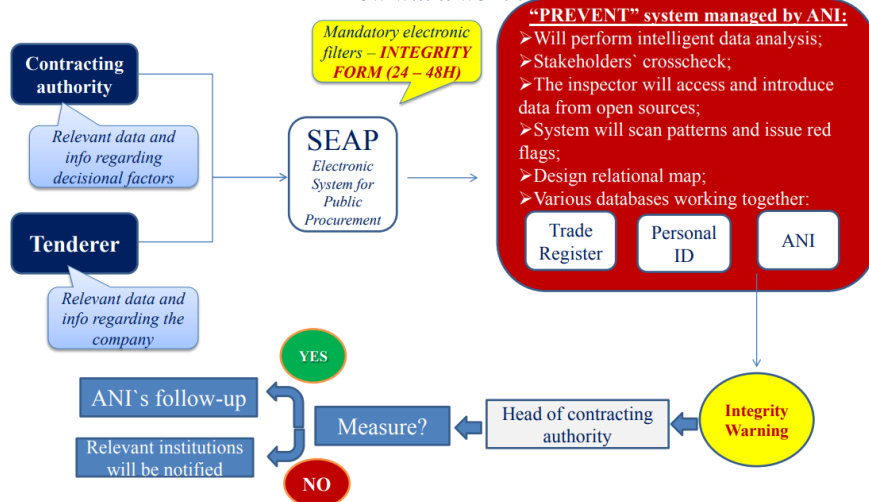 Contracting
authority
Relevant data and
info regarding
decisional factors
Tenderer
Relevant data and
info regarding the
company
Mandatory electronic
filters – INTEGRITY
FORM (24 – 48H)
SEAP
Electronic
System for
Public
Procurement
“PREVENT” system managed by ANI:
➢Will perform intelligent data analysis;
➢Stakeholders` crosscheck;
➢The inspector will access and introduce
data from open sources;
➢System will scan patterns and issue red
flags;
➢Design relational map;
➢Various databases working together:
Trade
Register
Personal
ID
ANI
Integrity
Warning
Head of contracting
authority
Measure?
YES
ANI`s follow-up
Relevant institutions
will be notified
NO